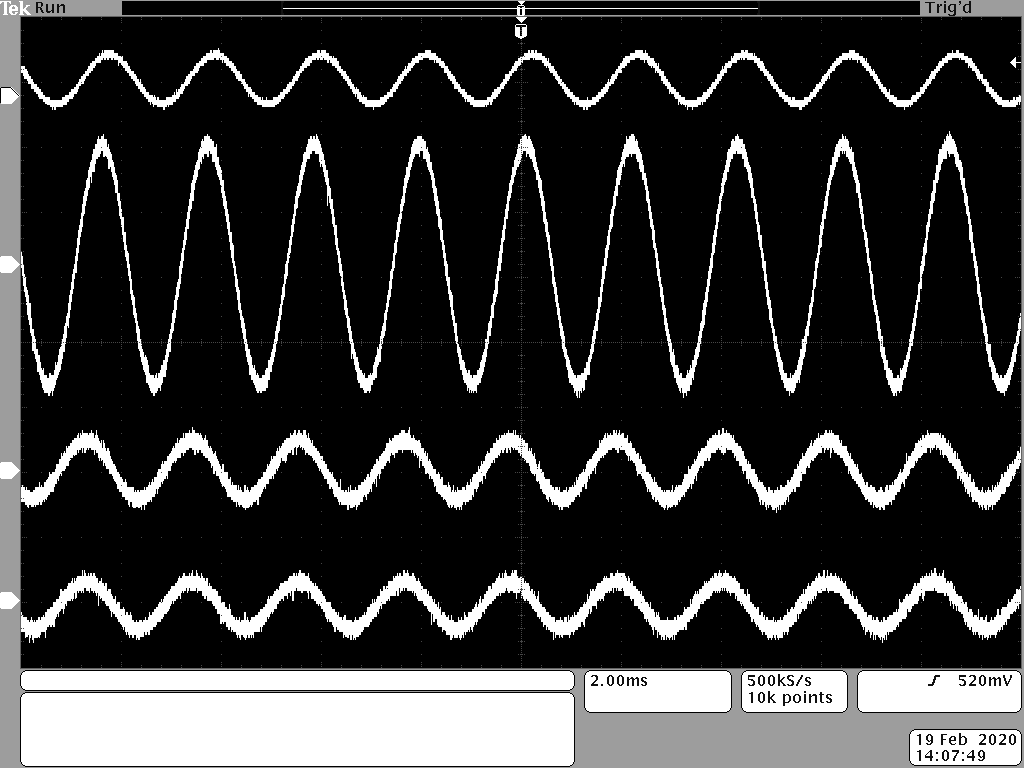 Tek Run Trig'd
T
T
2.00ms
500kS/s
10k points
520mV
19 Feb 2020
14:07:49